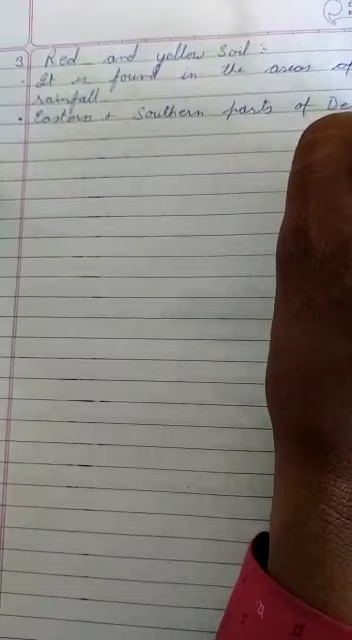 3 Red and yellow Soil :-
• It is found in the areas of
rainfall.
• Eastern + Southern parts of De